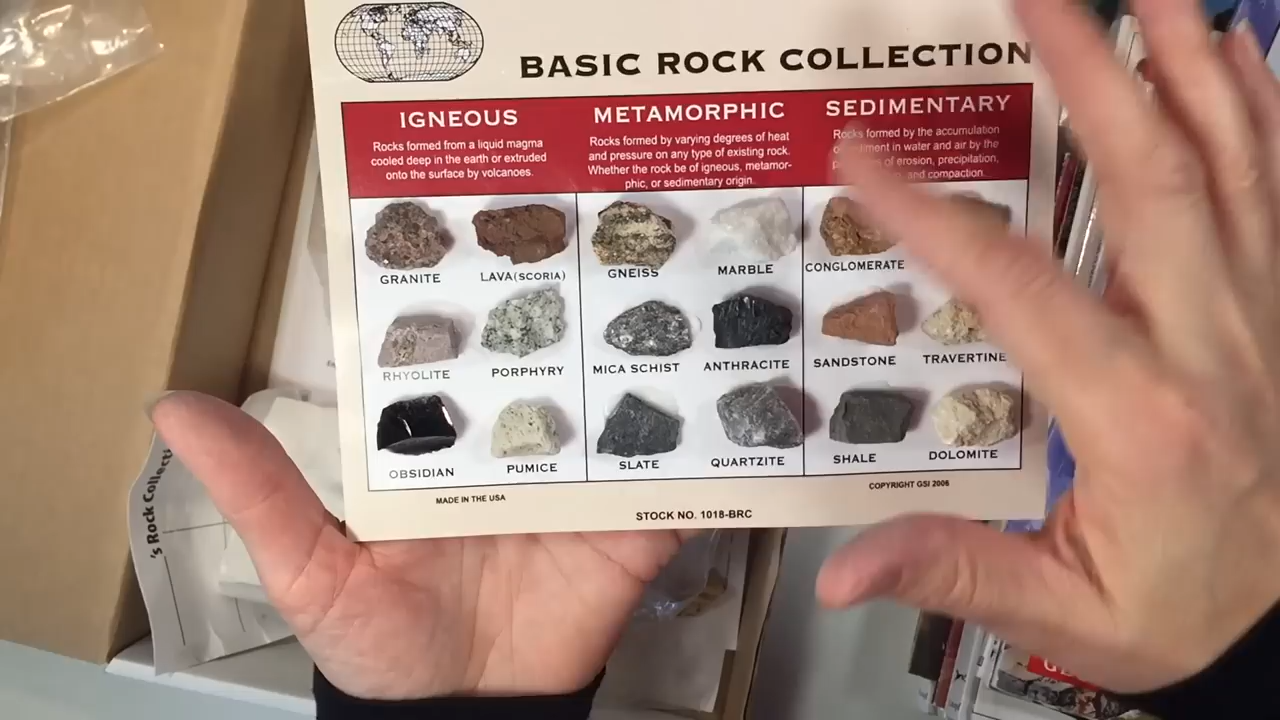 BASIC ROCK COLLECTION
IGNEOUS
Rocks formed from a liquid magma
cooled deep in the earth or extruded
onto the surface by volcanoes.
METAMORPHIC
Rocks formed by varying degrees of heat
and pressure on any type of existing rock.
Whether the rock be of igneous, metamor-
phic, or sedimentary origin.
SEDIMENTARY
Rocks formed by the accumulation
in water and air by the
of erosion, precipitation,
and compaction.
GRANITE
LAVA(SCORIA)
GNEISS
MARBLE
CONGLOMERATE
RHYOLITE
PORPHYRY
MICA SCHIST
ANTHRACITE
SANDSTONE
TRAVERTINE
OBSIDIAN
PUMICE
SLATE
QUARTZITE
SHALE
DOLOMITE
MADE IN THE USA
STOCK NO. 1018-BRC
COPYRIGHT GSI 2006
's Rock Collecti